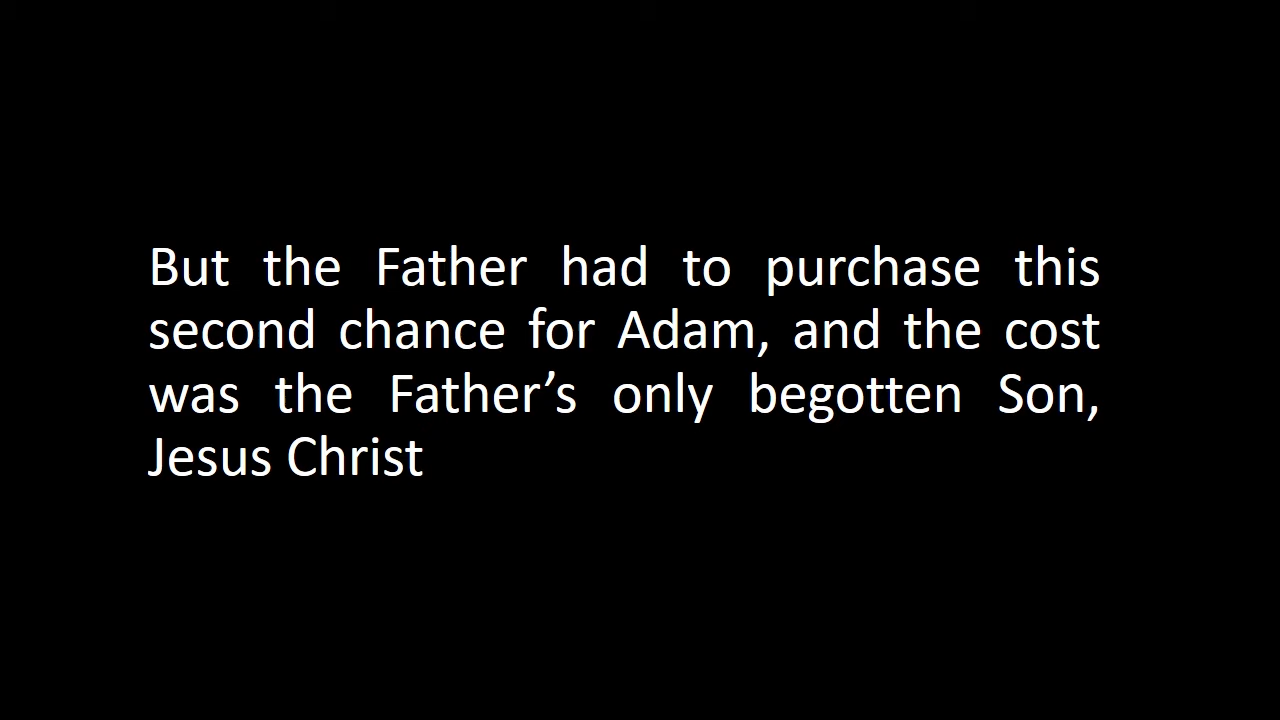 But the Father had to purchase this
second chance for Adam, and the cost
was the Father’s only begotten Son,
Jesus Christ